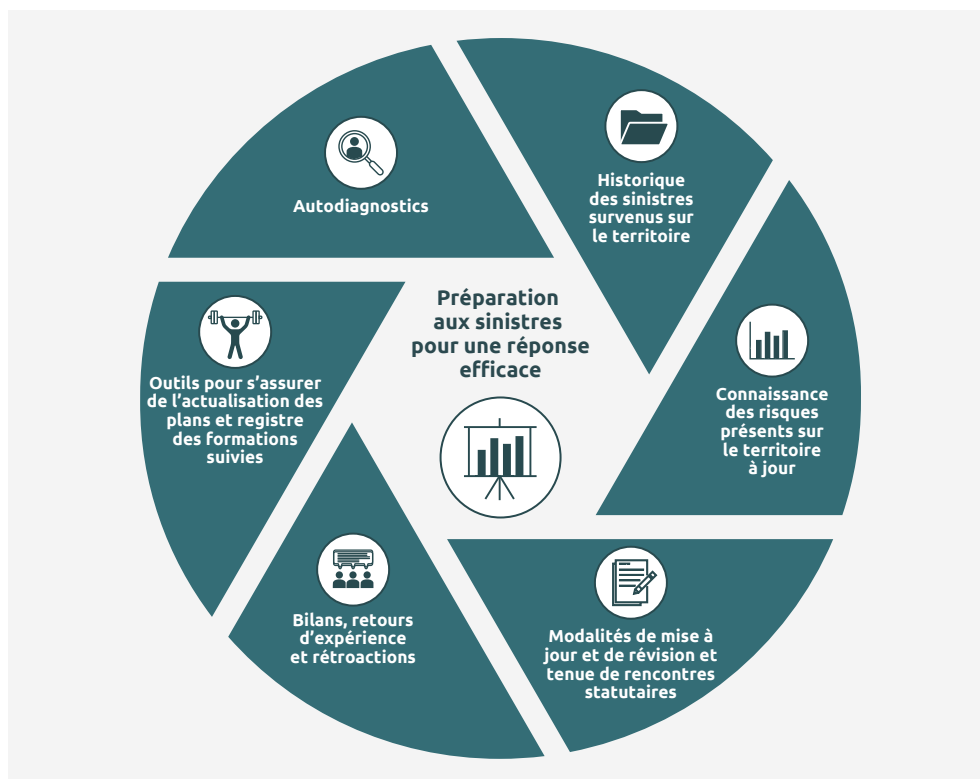 Préparation
aux sinistres
pour une réponse
efficace
Historique
des sinistres
survenus sur
le territoire
Connaissance
des risques
présents sur
le territoire
à jour
Modalités de mise à
jour et de révision et
tenue de rencontres
statutaires
Bilans, retours
d’expérience
et rétroactions
Outils pour s’assurer
de l’actualisation des
plans et registre
des formations
suivies
Autodiagnostics